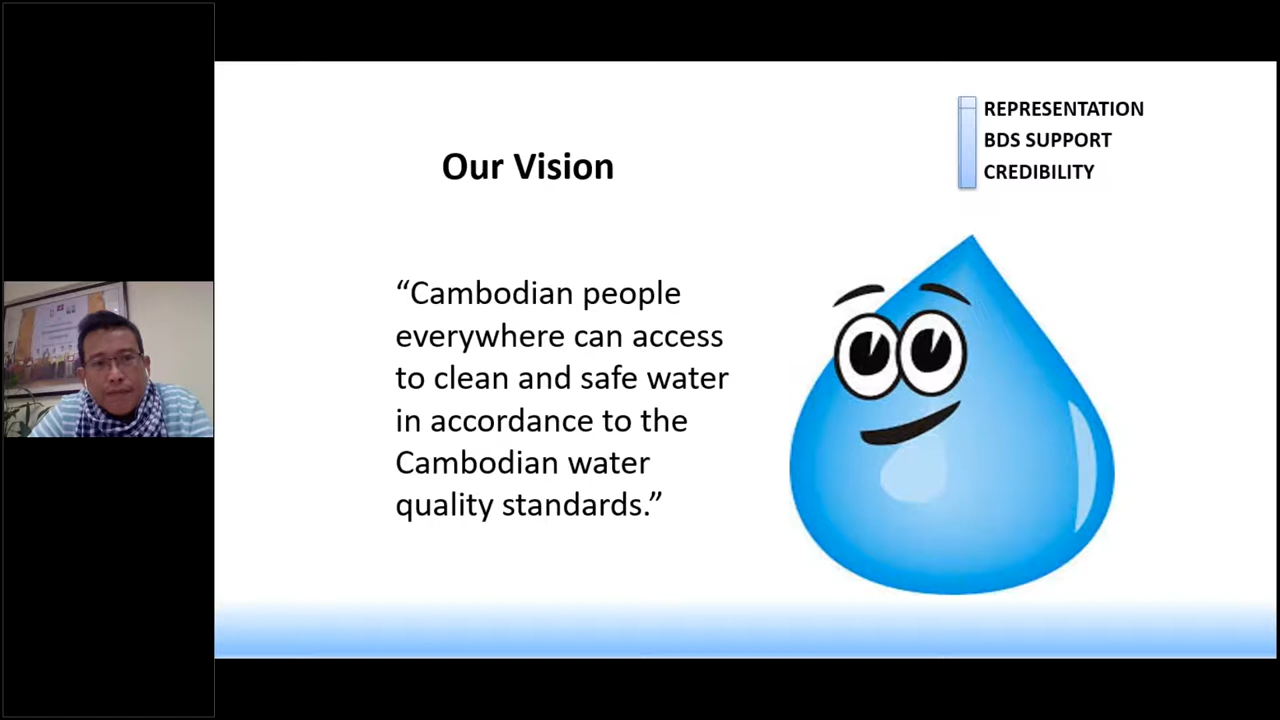 REPRESENTATION
BDS SUPPORT
CREDIBILITY
Our Vision
“Cambodian people
everywhere can access
to clean and safe water
in accordance to the
Cambodian water
quality standards.”